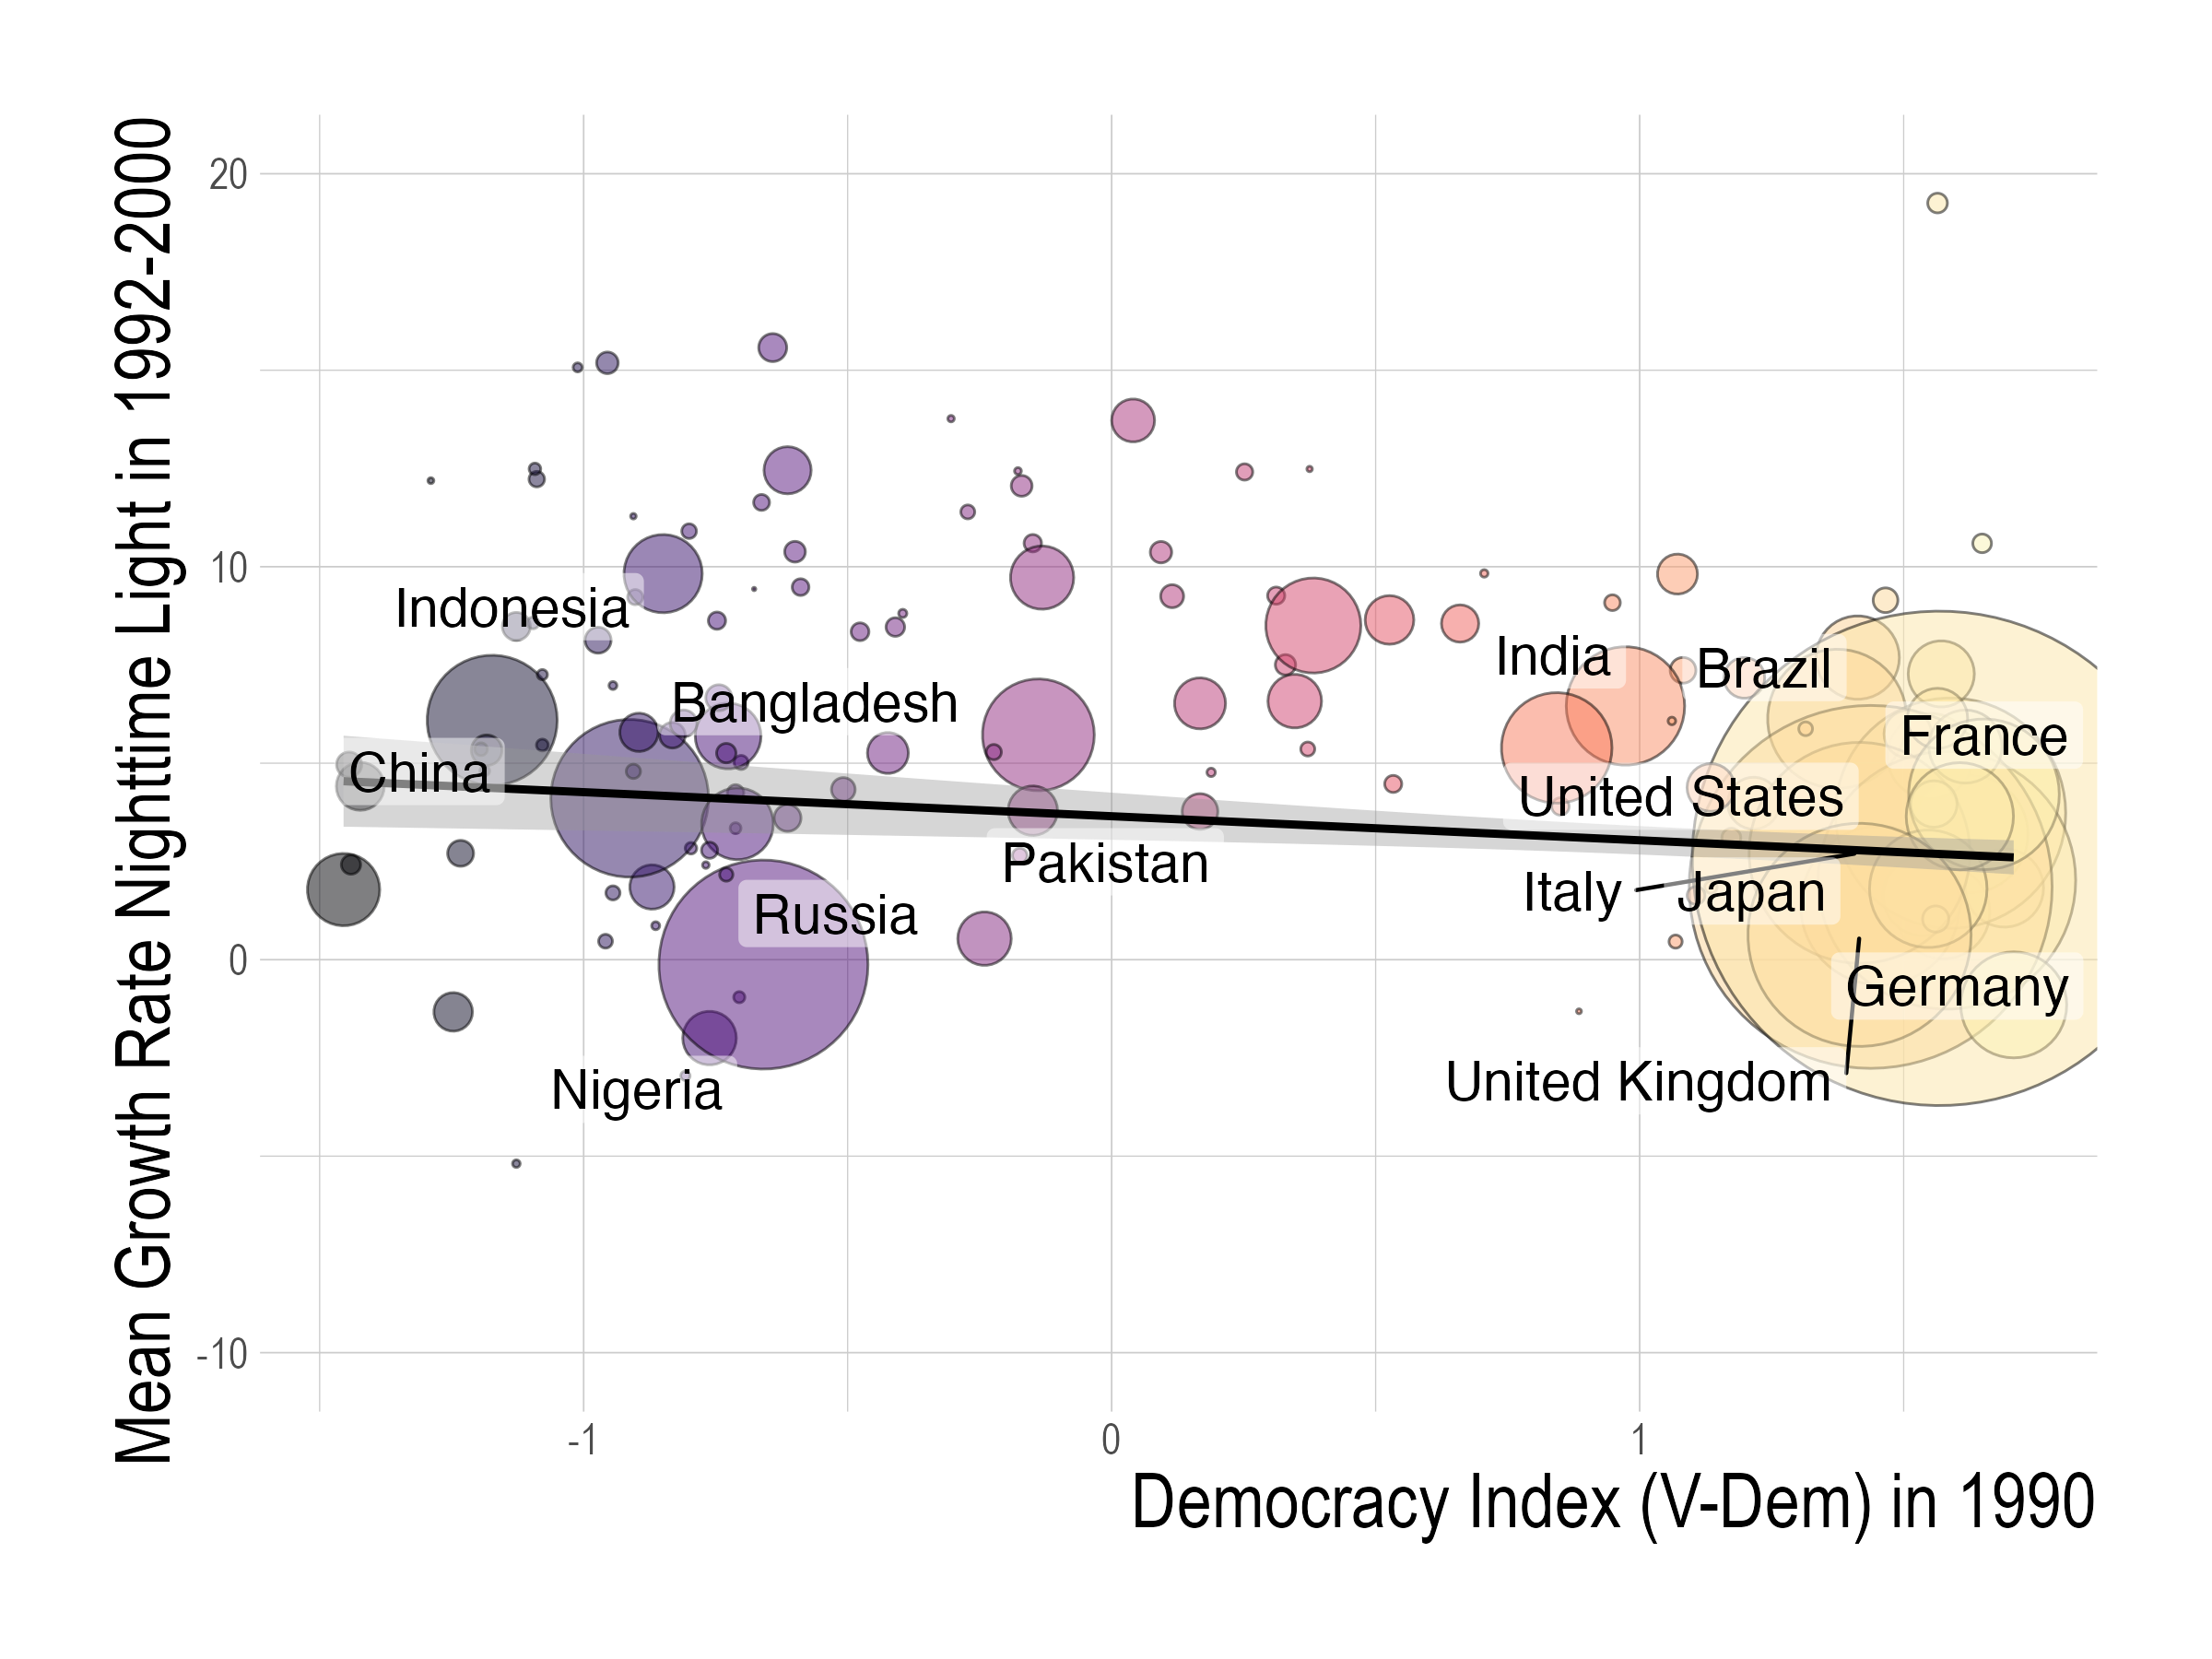 Mean Growth Rate Nighttime Light in 1992-2000
20
10
0
-10
Indonesia
India
Brazil
Bangladesh
France
China
United States
Pakistan
Italy
Japan
Russia
Germany
Nigeria
United Kingdom
-1
0
1
Democracy Index (V-Dem) in 1990